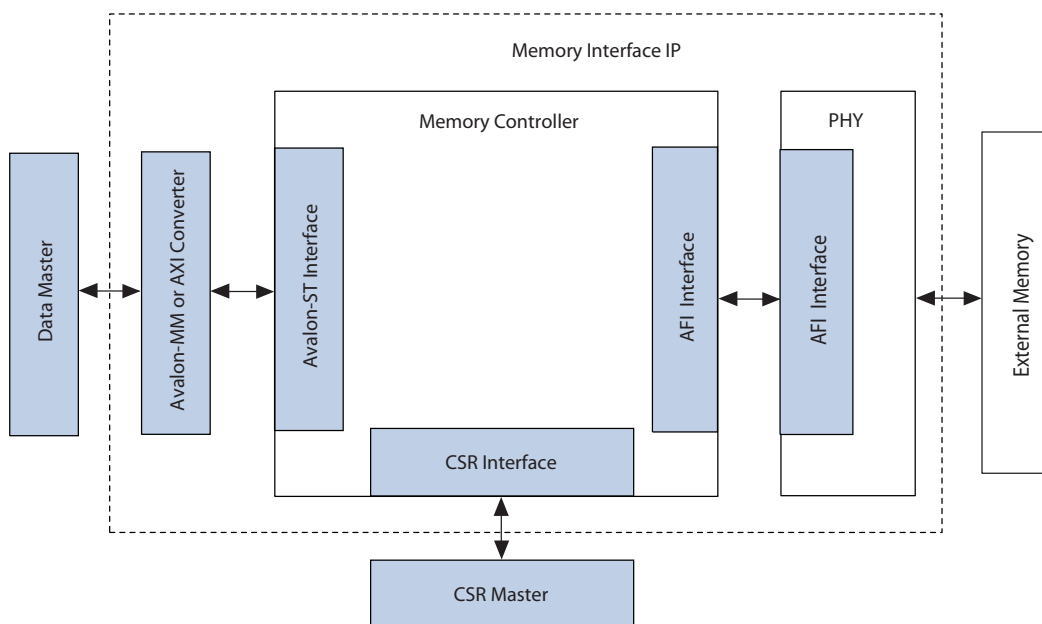 Memory Interface IP
Memory Controller
PHY
Data Master
Avalon-MM or AXI Converter
Avalon-ST Interface
AFI Interface
AFI Interface
External Memory
CSR Interface
CSR Master